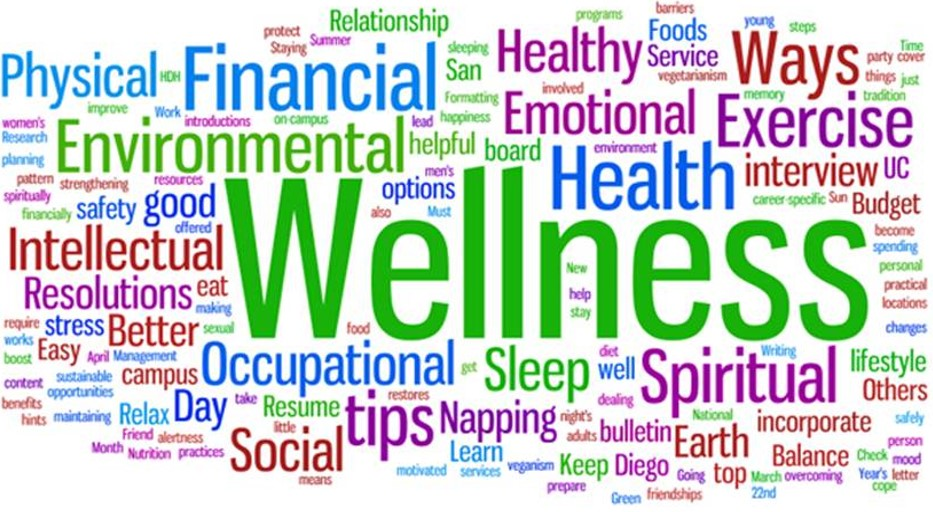 Relationship
programs
barriers
protect
Summer
Staying
sleeping
Healthy
Foods
Service
young
steps
Ways
Time
party cover
Physical
HDH
Financial
San
vegetarianism
things just
involved
Formatting
memory
tradition
improve
Work
introductions
on-campus
lead
happiness
Emotional
Exercise
women's
Research
Environmental
helpful
board
environment
planning
men's
options
Health
interview
UC
pattern
strengthening
resources
spiritually
financially
safety
good
offered
also
Must
career-specific
Sun
Budget
Wellness
Intellectual
become
spending
personal
Resolutions
eat
making
New
help
stay
practical
locations
require
stress
Better
sexual
food
changes
works
boost
Easy
April
Management
Occupational
get
Sleep
diet
well
Spiritual
Writing
lifestyle
content
sustainable
opportunities
campus
Others
benefits
hints
maintaining
Relax
Day
take
Resume
restores
tips
Napping
dealing
night's
adults
bulletin
National
incorporate
safely
little
Friend
alertness
Social
Earth
person
Month
Nutrition
practices
means
Learn
motivated
services
veganism
Keep
Diego
Going
top
Balance
Check
mood
March
overcoming
Year's
letter
prepare
Green
friendships
22nd
cope